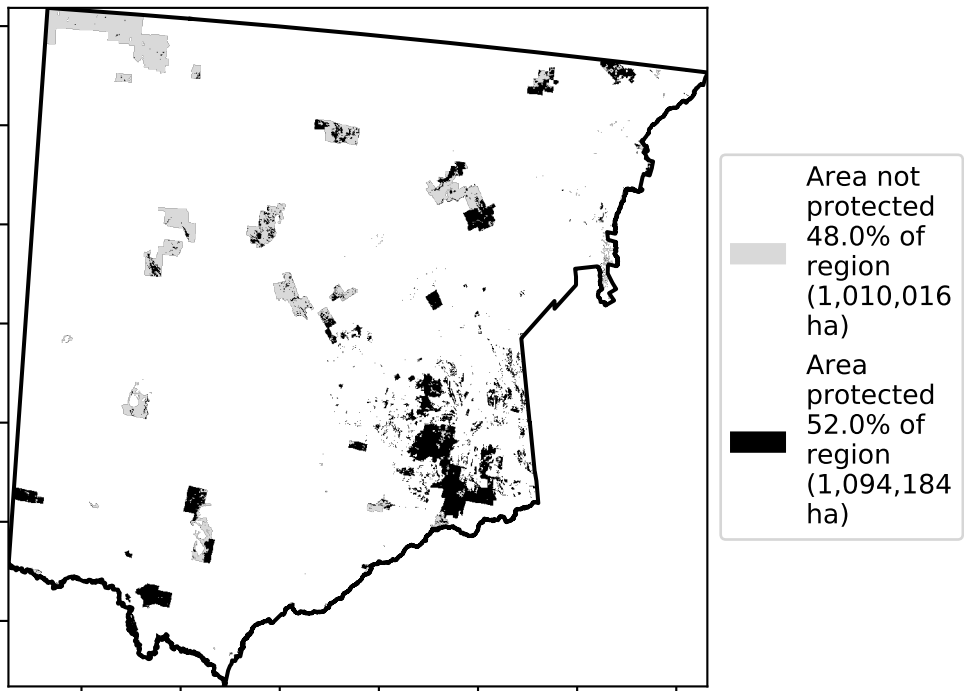 Area not
protected
48.0% of
region
(1,010,016
ha)
Area
protected
52.0% of
region
(1,094,184
ha)